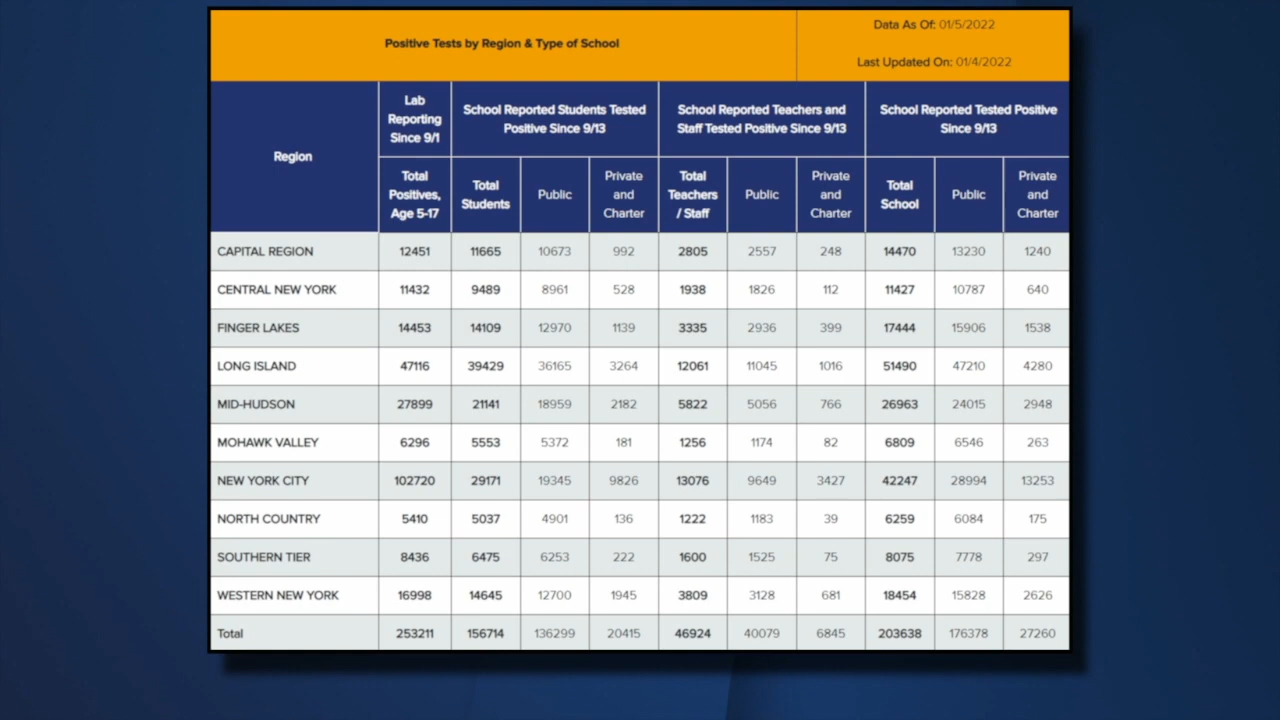 Positive Tests by Region & Type of School
Data As Of: 01/5/2022
Last Updated On: 01/4/2022
Region
Lab
Reporting
Since 9/1
School Reported Students Tested
Positive Since 9/13
School Reported Teachers and
Staff Tested Positive Since 9/13
School Reported Tested Positive
Since 9/13
Total
Positives,
Age 5-17
Total
Students
Public
Private
and
Charter
Total
Teachers
/ Staff
Public
Private
and
Charter
Total
School
Public
Private
and
Charter
CAPITAL REGION 12451 11665 10673 992 2805 2557 248 14470 13230 1240
CENTRAL NEW YORK 11432 9489 8961 528 1938 1826 112 11427 10787 640
FINGER LAKES 14453 14109 12970 1139 3335 2936 399 17444 15906 1538
LONG ISLAND 47116 39429 36165 3264 12061 11045 1016 51490 47210 4280
MID-HUDSON 27899 21141 18959 2182 5822 5056 766 26963 24015 2948
MOHAWK VALLEY 6296 5553 5372 181 1256 1174 82 6809 6546 263
NEW YORK CITY 102720 29171 19345 9826 13076 9649 3427 42247 28994 13253
NORTH COUNTRY 5410 5037 4901 136 1222 1183 39 6259 6084 175
SOUTHERN TIER 8436 6475 6253 222 1600 1525 75 8075 7778 297
WESTERN NEW YORK 16998 14645 12700 1945 3809 3128 681 18454 15828 2626
Total 253211 156714 136299 20415 46924 40079 6845 203638 176378 27260